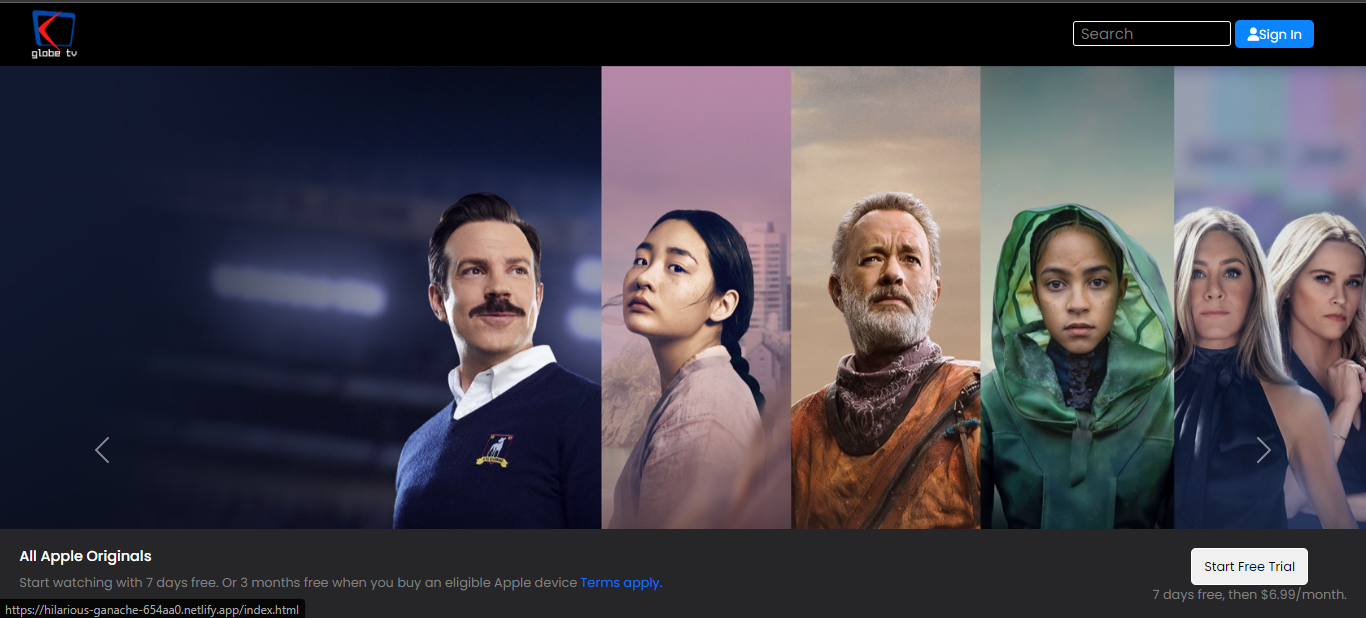 globe tv
Search
Sign In
All Apple Originals
Start Free Trial
Start watching with 7 days free. Or 3 months free when you buy an eligible Apple device Terms apply.
7 days free, then $6.99/month.
https://hilarious-ganache-654aa0.netlify.app/index.html